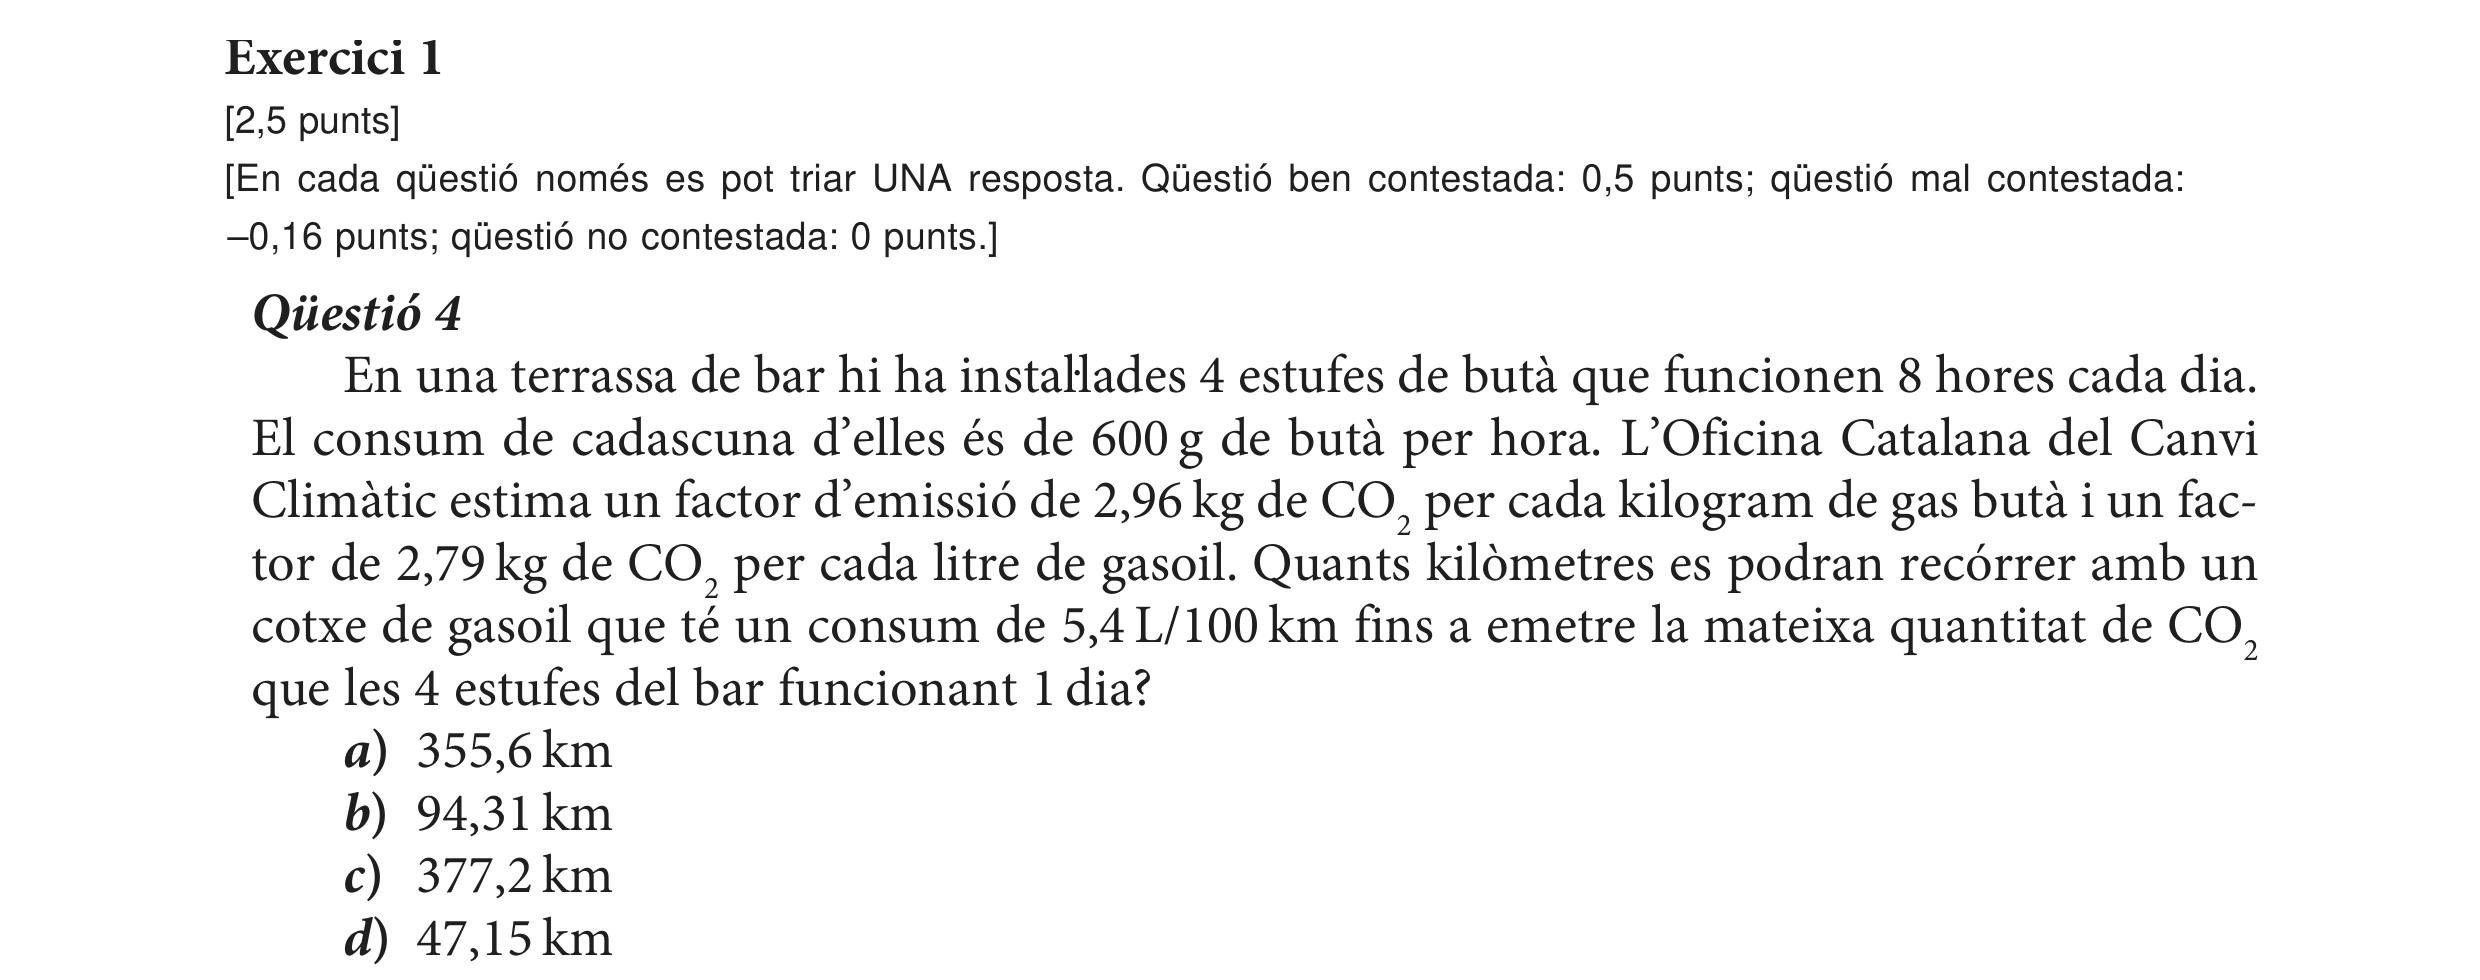 Exercici 1
[2,5 punts]
[En cada qüestió només es pot triar UNA resposta. Qüestió ben contestada: 0,5 punts; qüestió mal contestada:
–0,16 punts; qüestió no contestada: 0 punts.]
Qüestió 4
En una terrassa de bar hi ha instal·lades 4 estufes de butà que funcionen 8 hores cada dia.
El consum de cadascuna d’elles és de 600 g de butà per hora. L’Oficina Catalana del Canvi
Climàtic estima un factor d’emissió de 2,96 kg de CO₂ per cada kilogram de gas butà i un fac-
tor de 2,79 kg de CO₂ per cada litre de gasoil. Quants kilòmetres es podran recórrer amb un
cotxe de gasoil que té un consum de 5,4 L/100 km fins a emetre la mateixa quantitat de CO₂
que les 4 estufes del bar funcionant 1 dia?
a) 355,6 km
b) 94,31 km
c) 377,2 km
d) 47,15 km